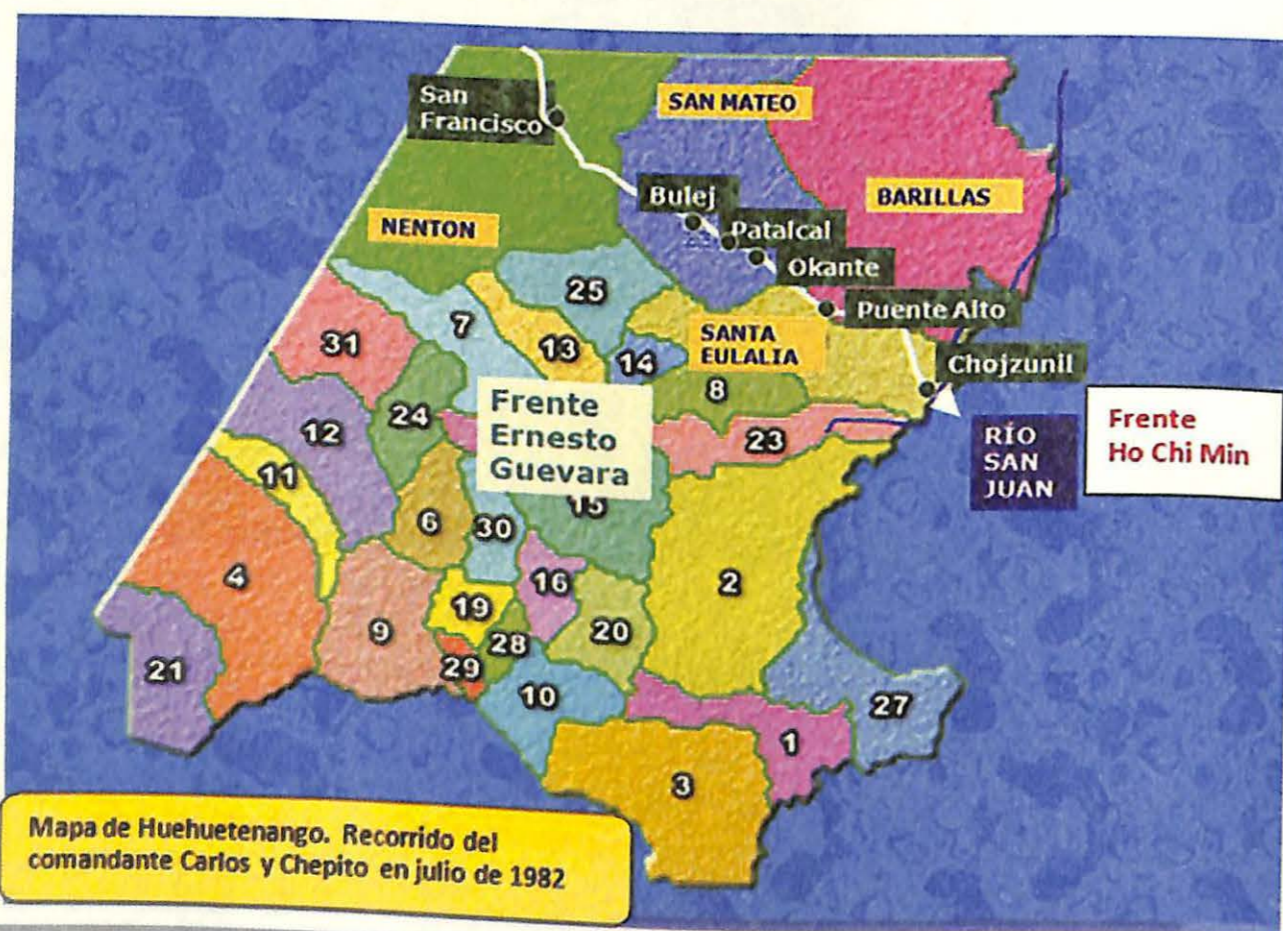 San
Francisco
SAN MATEO
Bulej
BARILLAS
NENTON
Patalcal
Okante
25
Puente Alto
7
31
13
14
SANTA
EULALIA
Chojzunil
8
24
Frente
Ernesto
Guevara
12
23
RÍO
SAN
JUAN
Frente
Ho Chi Min
11
6
30
15
4
16
2
19
9
20
28
21
29
10
27
1
3
Mapa de Huehuetenango. Recorrido del
comandante Carlos y Chepito en julio de 1982